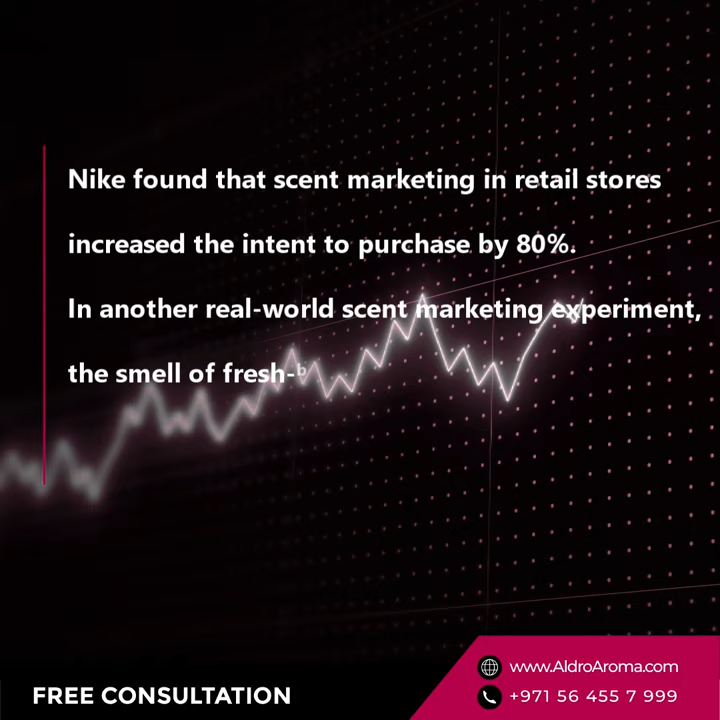 Nike found that scent marketing in retail stores
increased the intent to purchase by 80%.
In another real-world scent marketing experiment,
the smell of fresh-b
FREE CONSULTATION
www.AldroAroma.com
+971 56 455 7 999